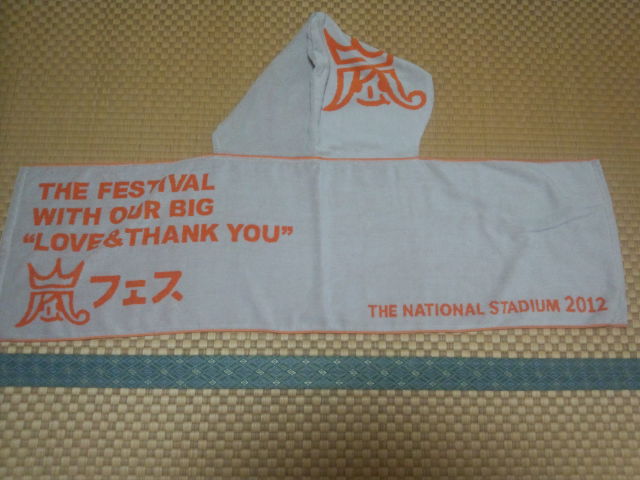 嵐
THE FESTIVAL
WITH OUR BIG
"LOVE&THANK YOU"
嵐フェス
THE NATIONAL STADIUM 2012